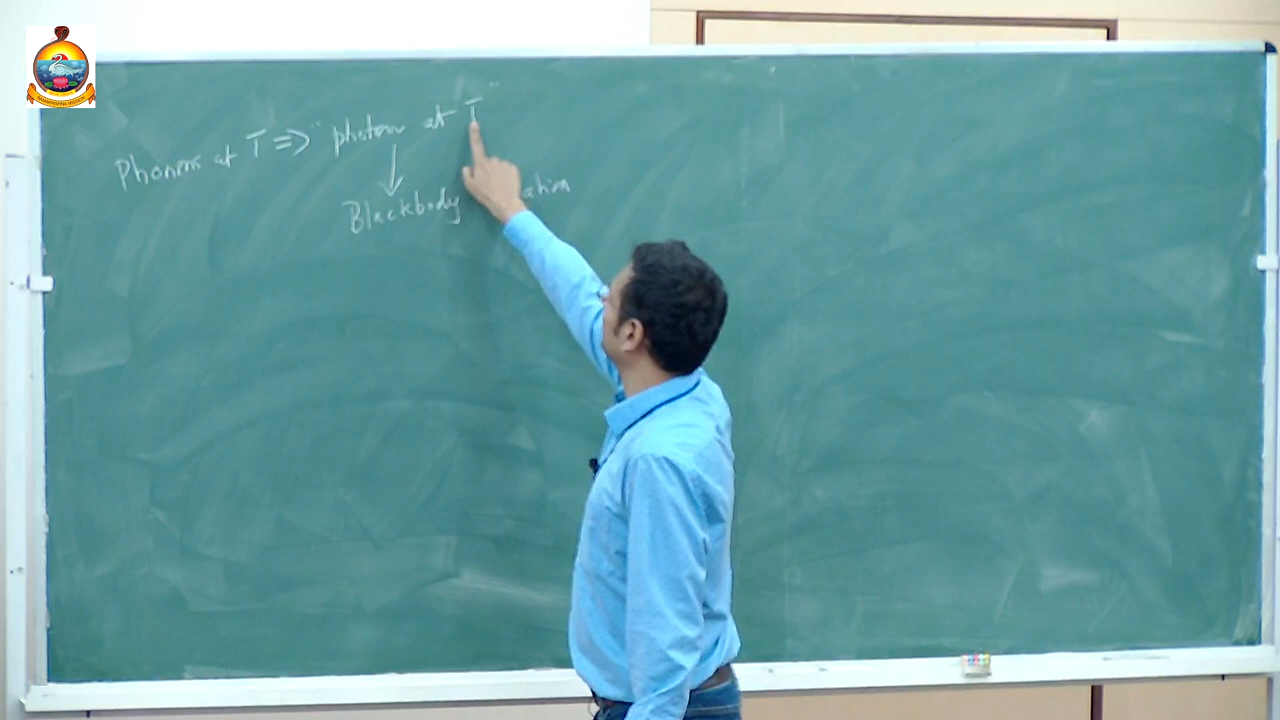 Phonons at T ⇒ "photon at T"
↓
Blackbody